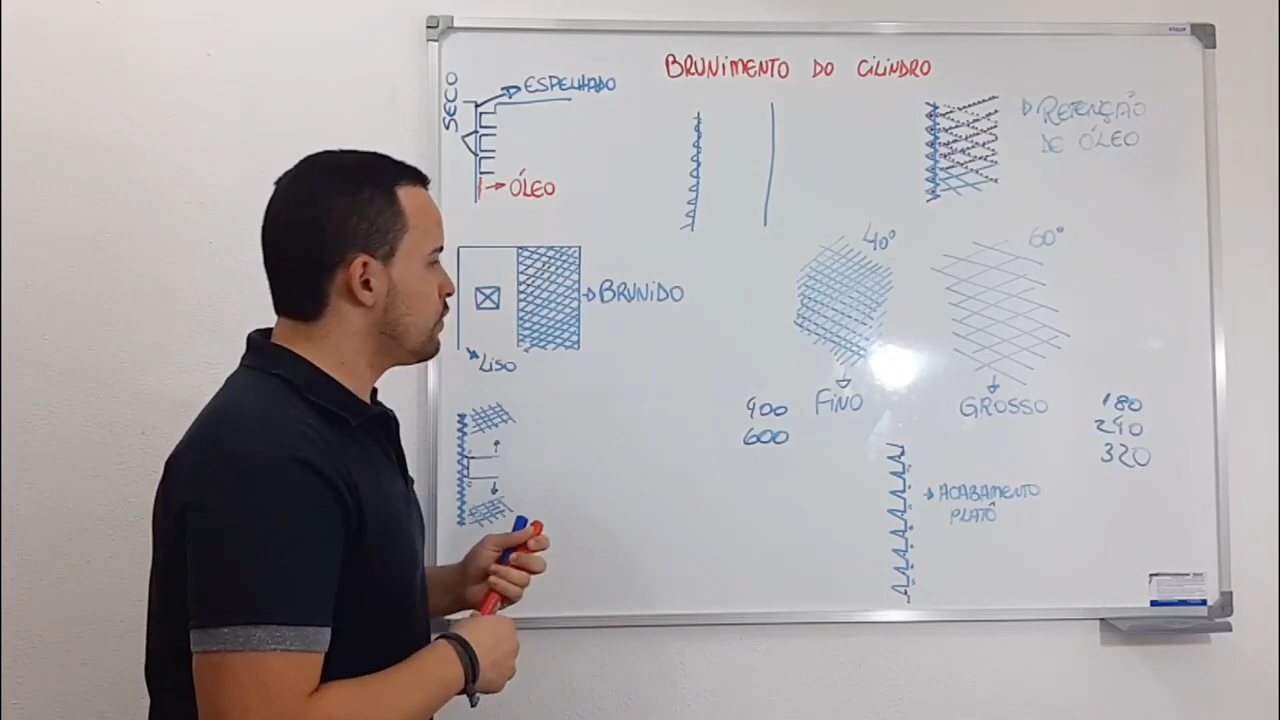 BRUNIMENTO DO CILINDRO
SECO
ESPELHADO
ÓLEO
RETENÇÃO
DE ÓLEO
BRUNIDO
LISO
40°
60°
FINO
GROSSO
400
600
180
240
320
ACABAMENTO
PLATÔ